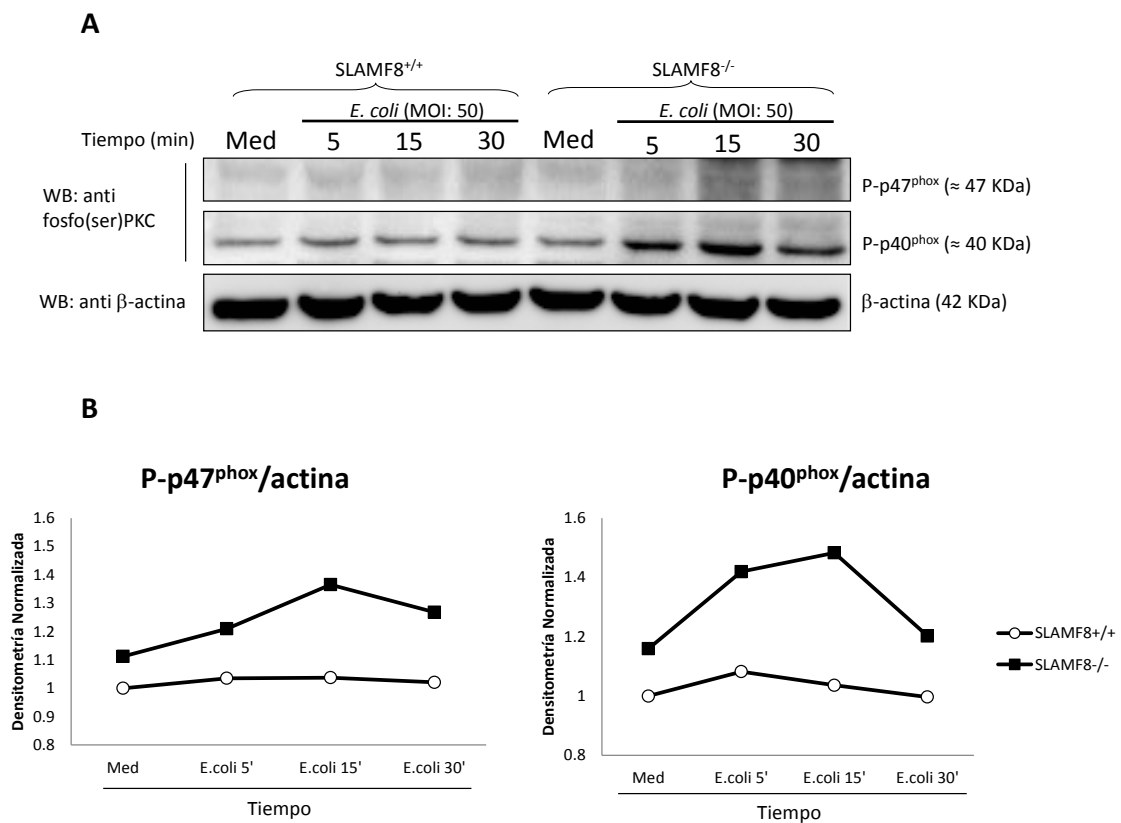 A
SLAMF8+/+ SLAMF8-/-
E. coli (MOI: 50) E. coli (MOI: 50)
Tiempo (min) Med 5 15 30 Med 5 15 30
WB: anti
fosfo(ser)PKC
P-p47phox (≈ 47 KDa)
P-p40phox (≈ 40 KDa)
WB: anti β-actina
β-actina (42 KDa)
B
P-p47phox/actina
Densitometría Normalizada
1.6
1.5
1.4
1.3
1.2
1.1
1
0.9
0.8
Med E.coli 5' E.coli 15' E.coli 30'
Tiempo
P-p40phox/actina
Densitometría Normalizada
1.6
1.4
1.2
1
0.8
Med E.coli 5' E.coli 15' E.coli 30'
Tiempo
SLAMF8+/+
SLAMF8-/-